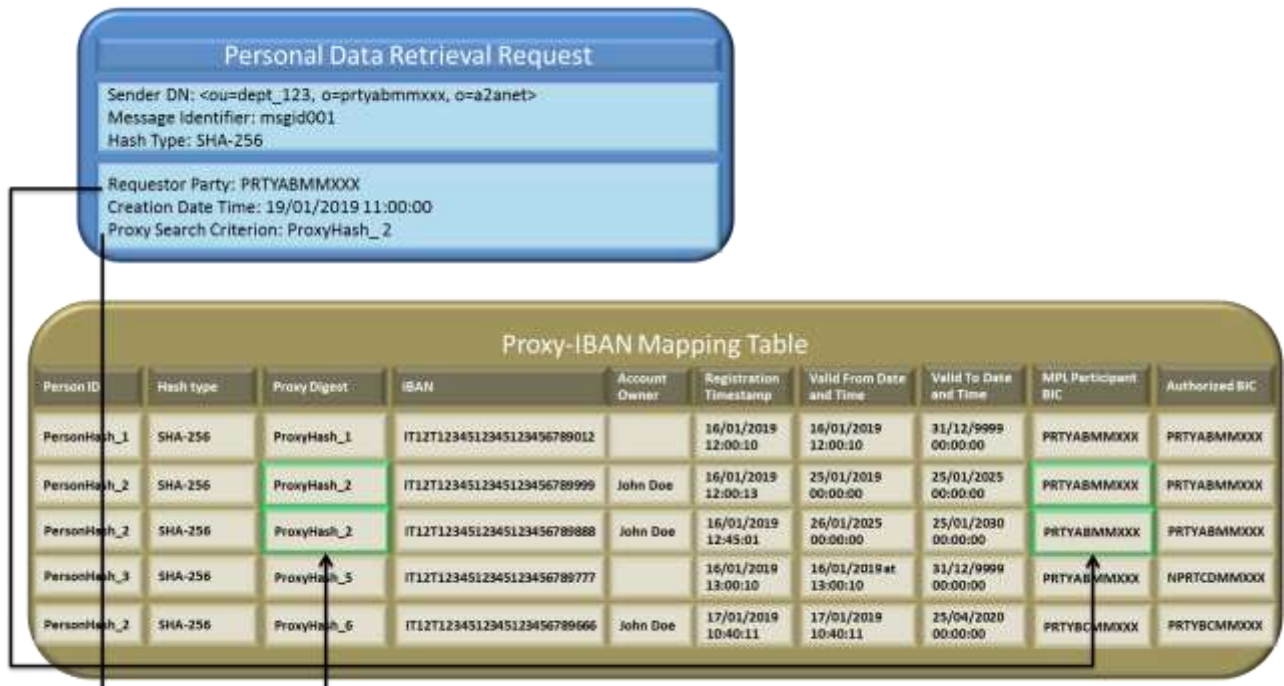 Personal Data Retrieval Request
Sender DN: <ou=dept_123, o=prtyabmmxxx, o=a2anet>
Message Identifier: msgid001
Hash Type: SHA-256
Requestor Party: PRTYABMMXXX
Creation Date Time: 19/01/2019 11:00:00
Proxy Search Criterion: ProxyHash_ 2
Proxy-IBAN Mapping Table
Person ID Hash type Proxy Digest IBAN Account Owner Registration Timestamp Valid From Date and Time Valid To Date and Time MPL Participant BIC Authorized BIC
PersonHash_1 SHA-256 ProxyHash_1 IT12T1234512345123456789012 16/01/2019 12:00:10 16/01/2019 12:00:10 31/12/9999 00:00:00 PRTYABMMXXX PRTYABMMXXX
PersonHash_2 SHA-256 ProxyHash_2 IT12T1234512345123456789999 John Doe 16/01/2019 12:00:13 25/01/2019 00:00:00 25/01/2025 00:00:00 PRTYABMMXXX PRTYABMMXXX
PersonHash_2 SHA-256 ProxyHash_2 IT12T1234512345123456789888 John Doe 16/01/2019 12:45:01 26/01/2025 00:00:00 25/01/2030 00:00:00 PRTYABMMXXX PRTYABMMXXX
PersonHash_3 SHA-256 ProxyHash_5 IT12T1234512345123456789777 16/01/2019 13:00:10 16/01/2019 at 13:00:10 31/12/9999 00:00:00 PRTYABMMXXX NPRTCDMMXXX
PersonHash_2 SHA-256 ProxyHash_6 IT12T1234512345123456789666 John Doe 17/01/2019 10:40:11 17/01/2019 10:40:11 25/04/2020 00:00:00 PRTYBCMMXXX PRTYBCMMXXX